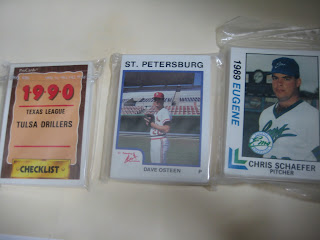 1990
TEXAS LEAGUE
TULSA DRILLERS
CHECKLIST
ST. PETERSBURG
DAVE OSTEEN P
1989 EUGENE
CHRIS SCHAEFER
PITCHER